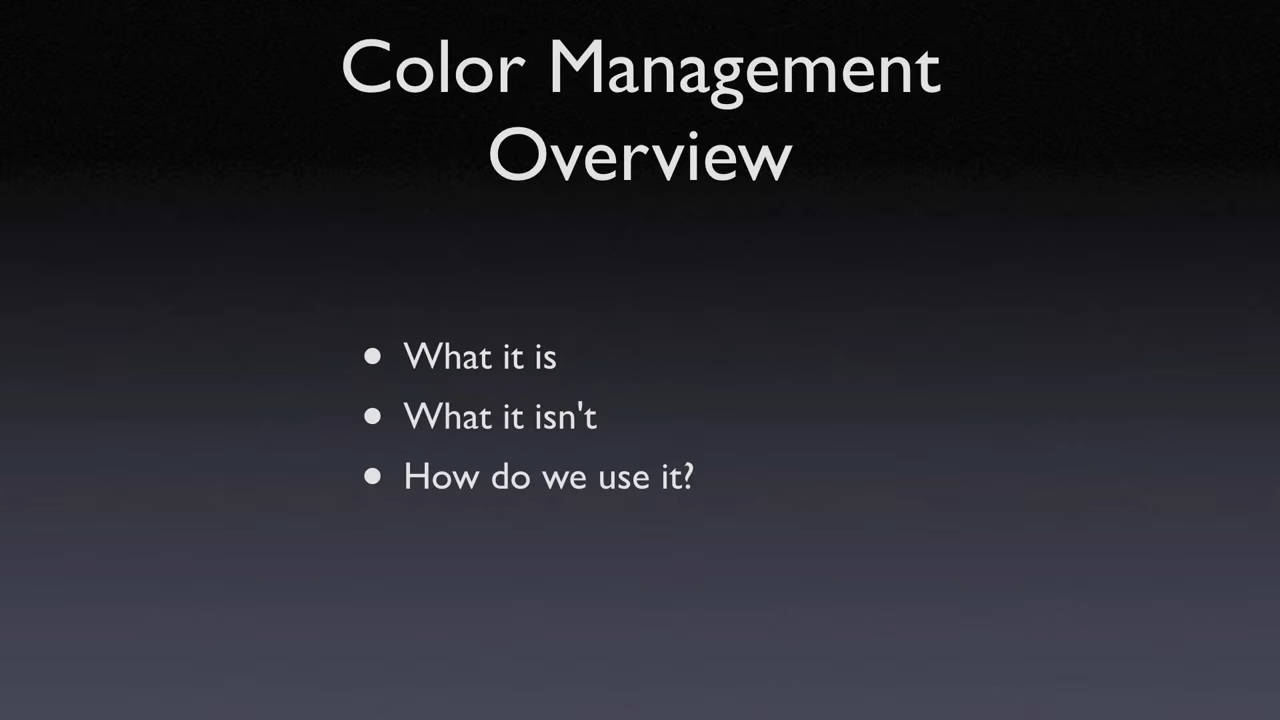 Color Management
Overview
• What it is
• What it isn't
• How do we use it?